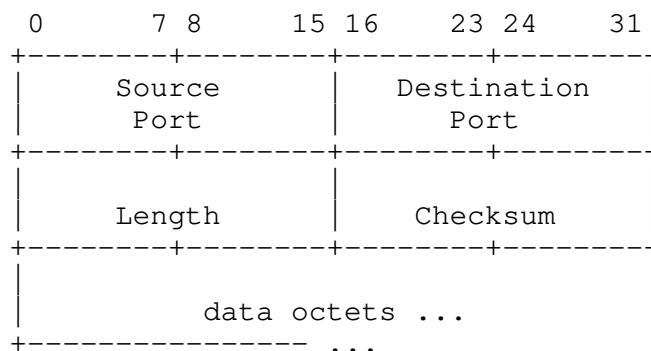 0 7 8 15 16 23 24 31
+--------+--------+--------+--------
| Source | Destination
| Port | Port
+--------+--------+--------+--------
| |
| Length | Checksum
+--------+--------+--------+--------
|
| data octets ...
+---------------- ...